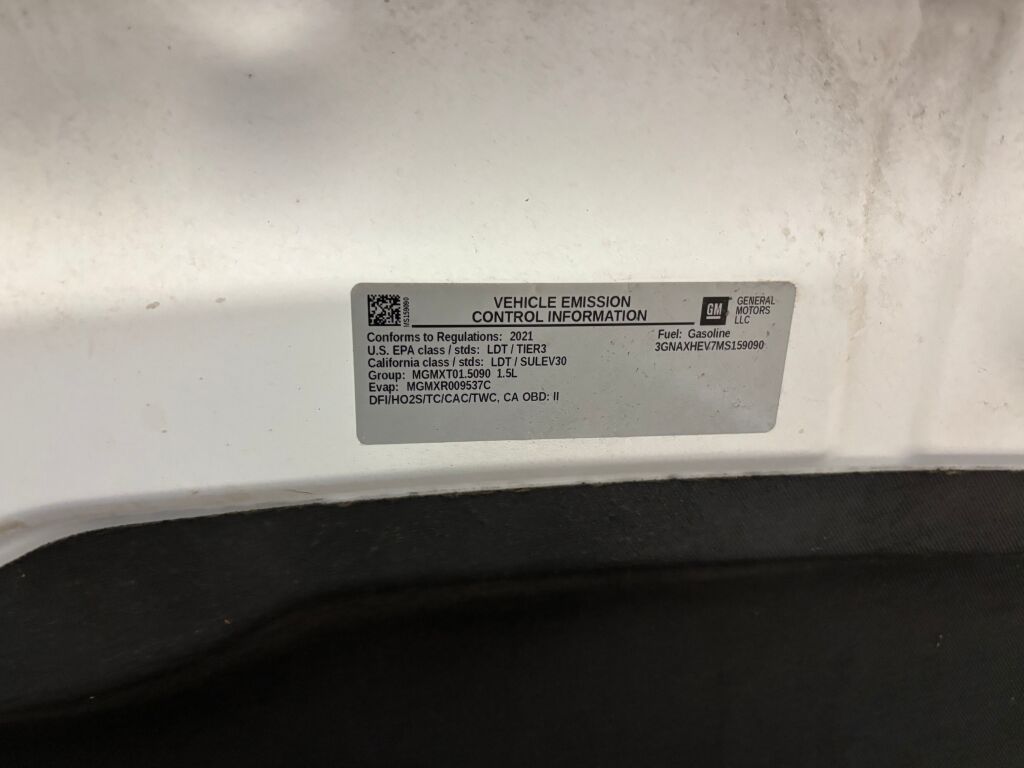 MS159090
VEHICLE EMISSION
CONTROL INFORMATION
GM
GENERAL
MOTORS
LLC
Conforms to Regulations: 2021
U.S. EPA class / stds: LDT / TIER3
California class / stds: LDT / SULEV30
Group: MGMXT01.5090 1.5L
Evap: MGMXR009537C
DFI/HO2S/TC/CAC/TWC, CA OBD: II
Fuel: Gasoline
3GNAXHEV7MS159090